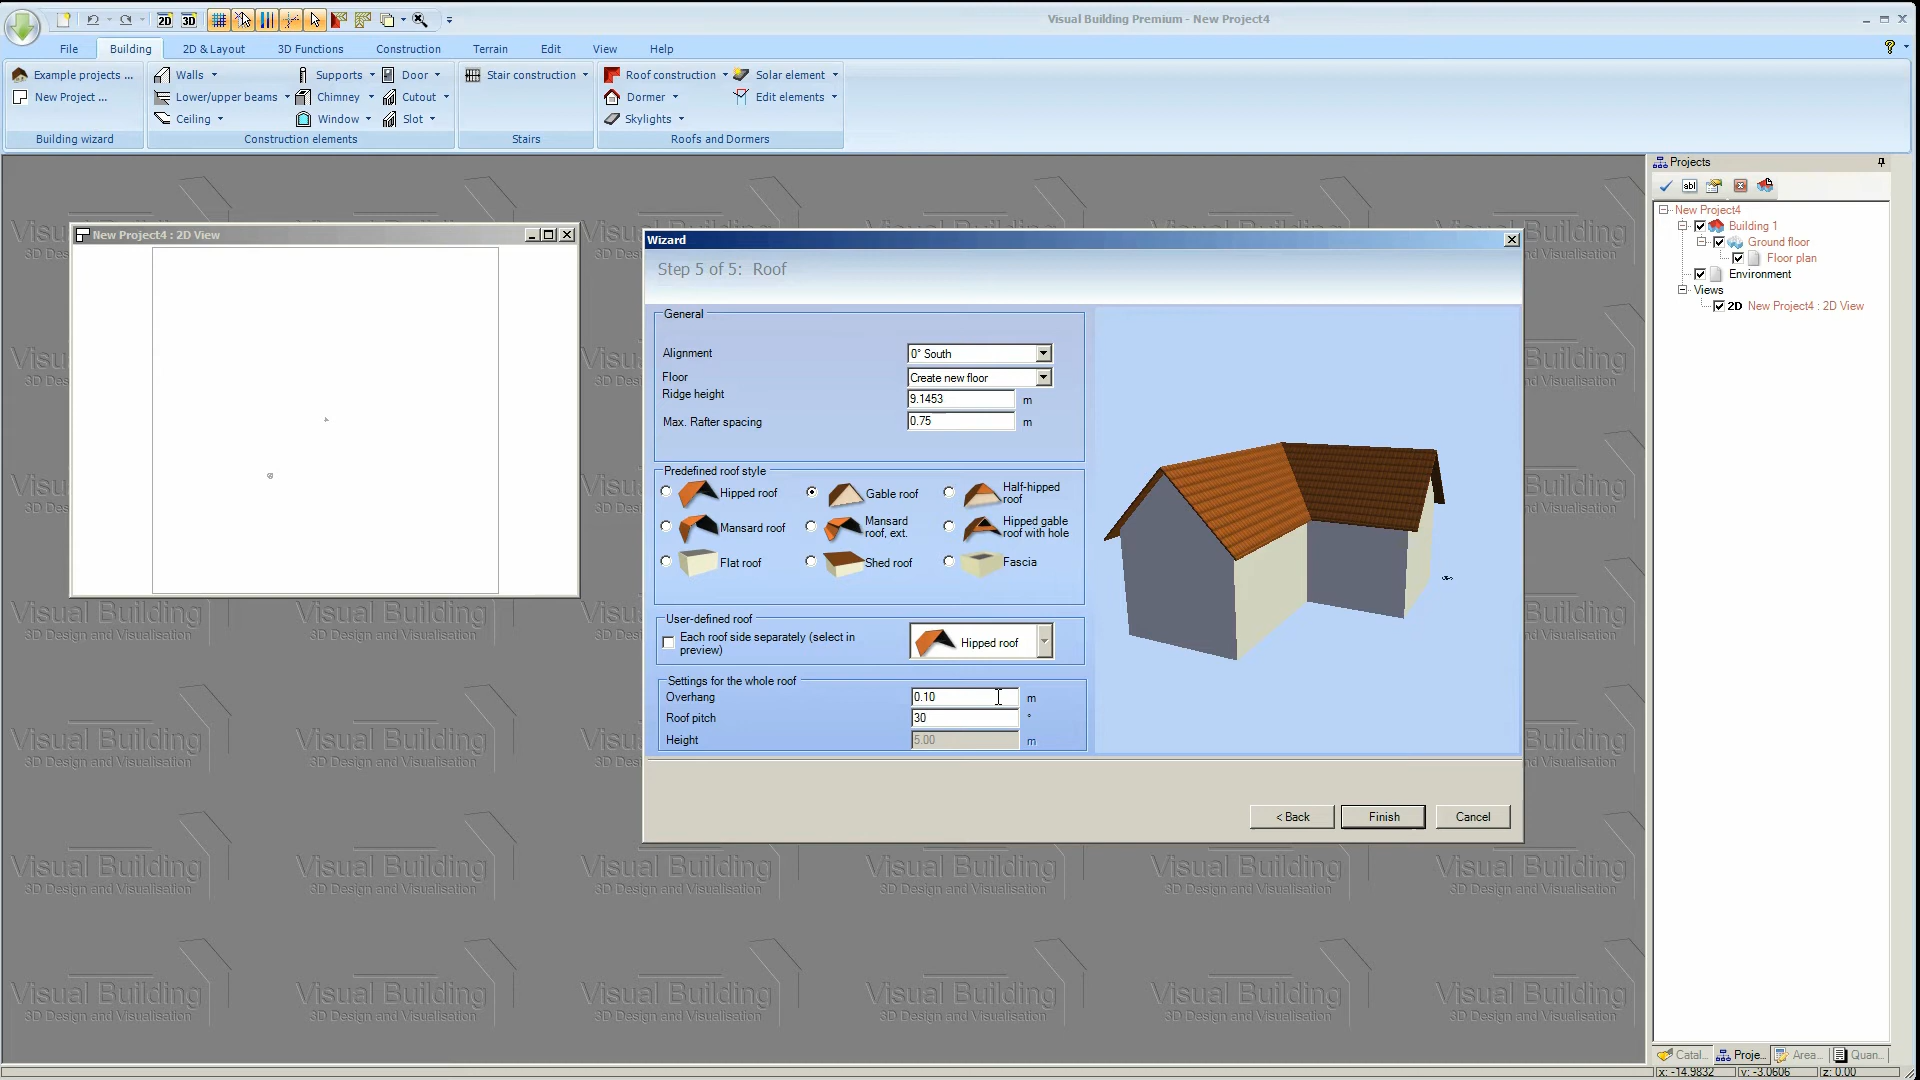 2D 3D Visual Building Premium - New Project4
File Building 2D & Layout 3D Functions Construction Terrain Edit View Help
Example projects ... Walls Supports Door Stair construction Roof construction Solar element
New Project ... Lower/upper beams Chimney Cutout Dormer Edit elements
Ceiling Window Slot Skylights
Building wizard Construction elements Stairs Roofs and Dormers
Projects
abl
New Project4
Building 1
Ground floor
Floor plan
Environment
Views
2D New Project4 : 2D View
New Project4 : 2D View
Wizard
Step 5 of 5: Roof
General
Alignment 0° South
Floor Create new floor
Ridge height 9.1453 m
Max. Rafter spacing 0.75 m
Predefined roof style
Hipped roof Gable roof Half-hipped roof
Mansard roof Mansard roof, ext. Hipped gable roof with hole
Flat roof Shed roof Fascia
User-defined roof
Each roof side separately (select in preview) Hipped roof
Settings for the whole roof
Overhang 0.10 m
Roof pitch 30 °
Height 5.00 m
< Back Finish Cancel
Visual Building
3D Design and Visualisation
Catal... Proje... Area... Quan...
x: -14.9832 y: -3.0606 z: 0.00